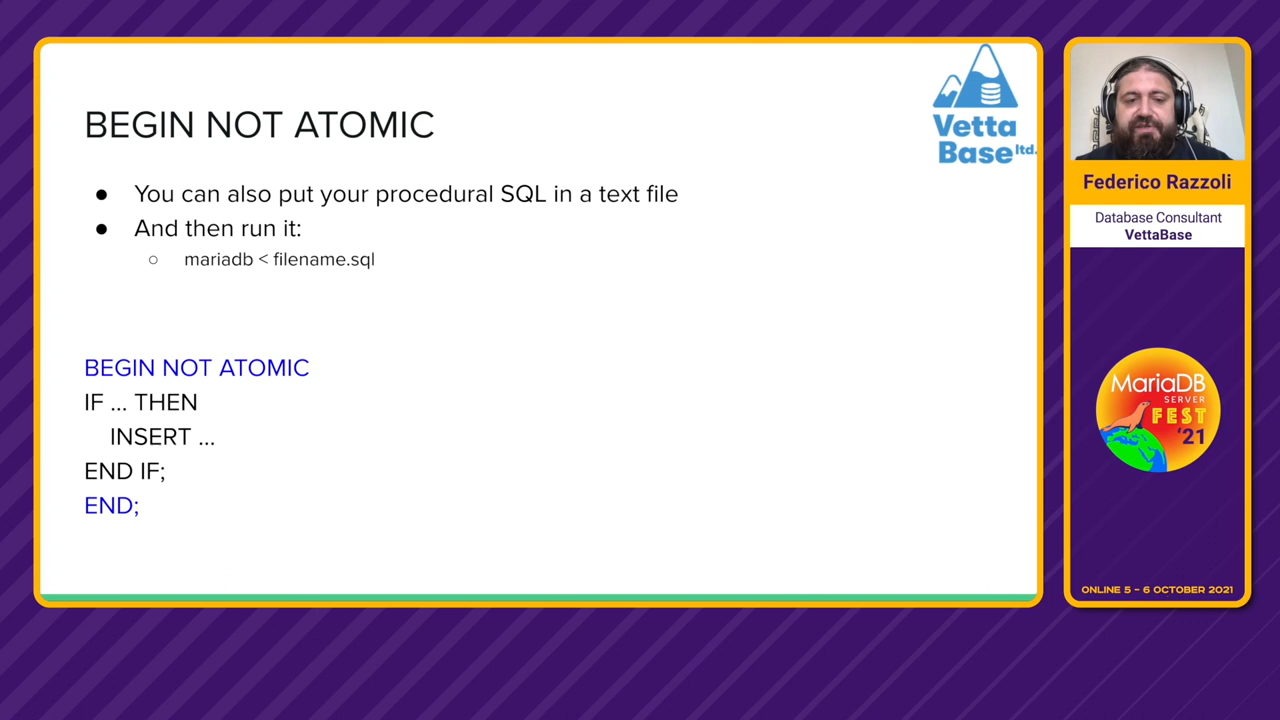 BEGIN NOT ATOMIC
● You can also put your procedural SQL in a text file
● And then run it:
○ mariadb < filename.sql
BEGIN NOT ATOMIC
IF ... THEN
INSERT ...
END IF;
END;
Vetta
Base ltd.
Federico Razzoli
Database Consultant
VettaBase
MariaDB
SERVER
FEST
'21
ONLINE 5 - 6 OCTOBER 2021